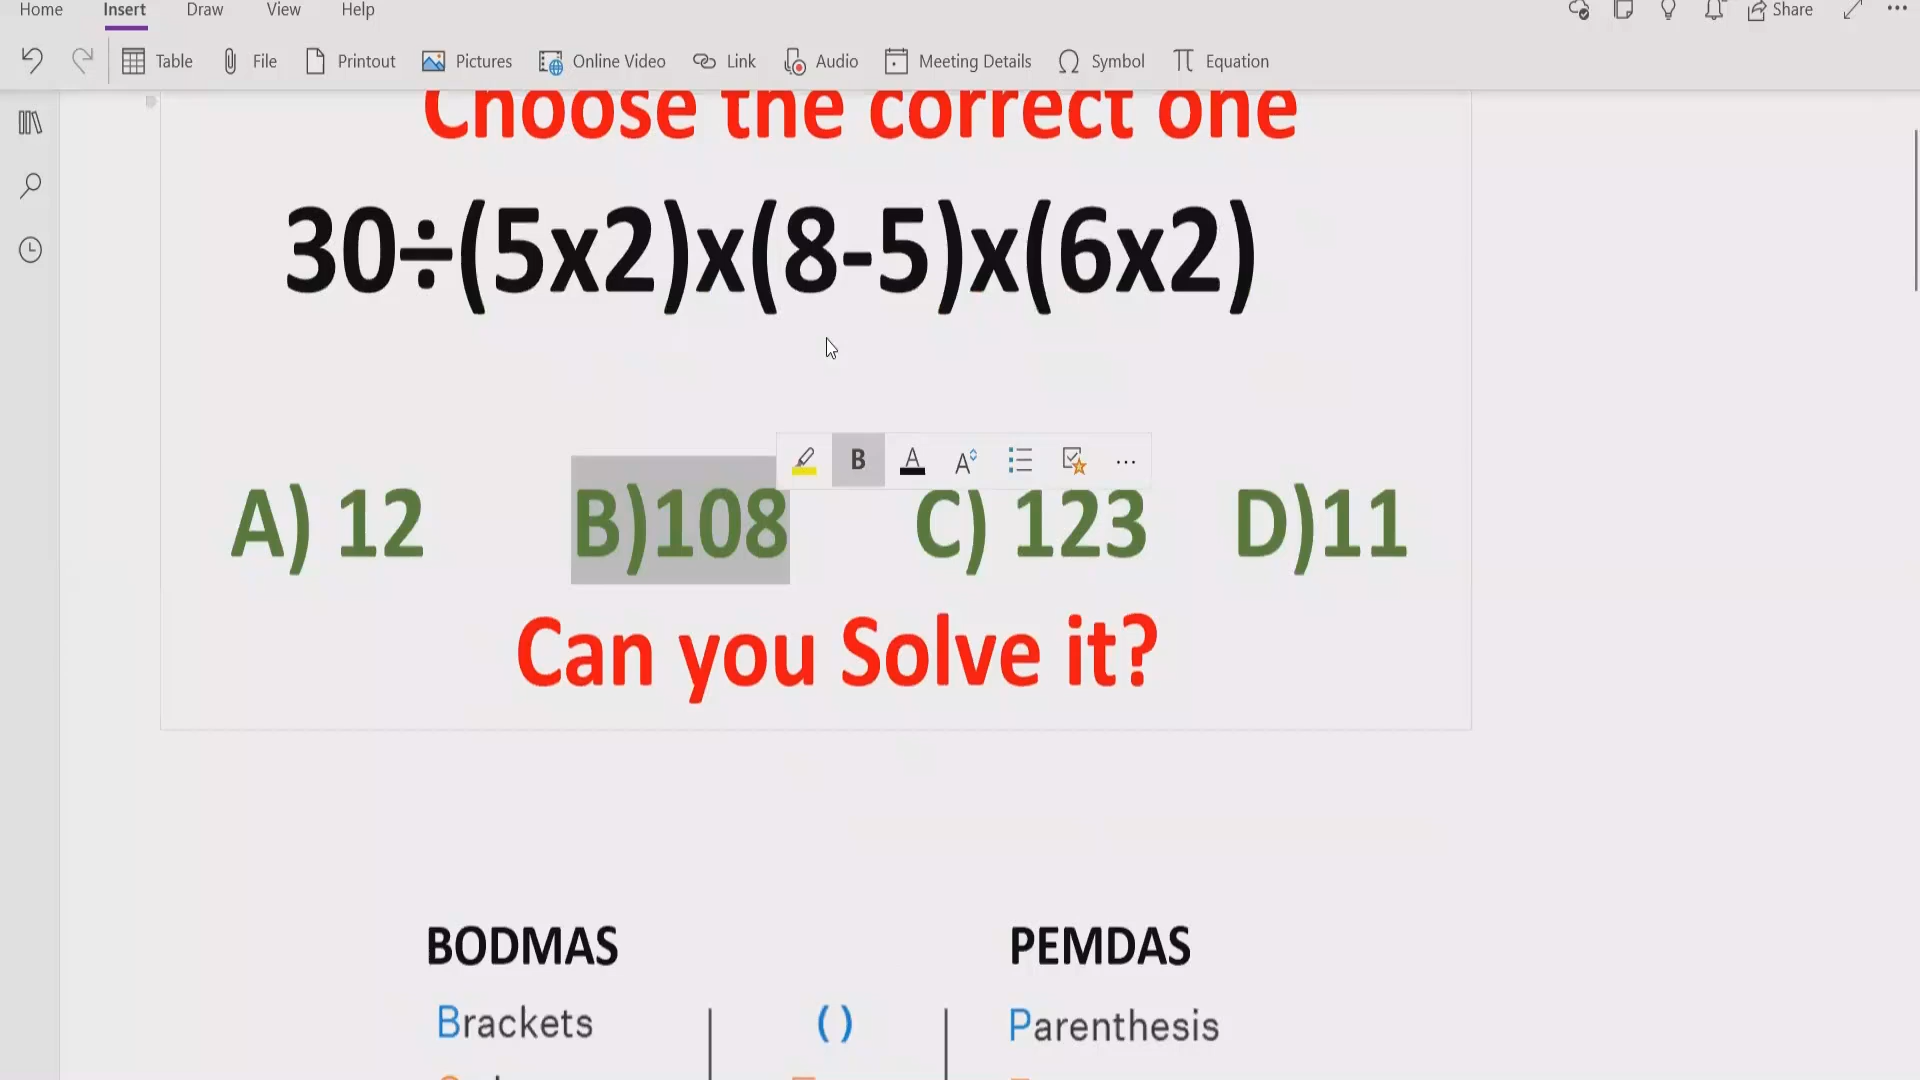 Home Insert Draw View Help Share
Table File Printout Pictures Online Video Link Audio Meeting Details Symbol Equation
Choose the correct one
30÷(5x2)x(8-5)x(6x2)
B A A ...
A) 12 B)108 C) 123 D)11
Can you Solve it?
BODMAS PEMDAS
Brackets () Parenthesis